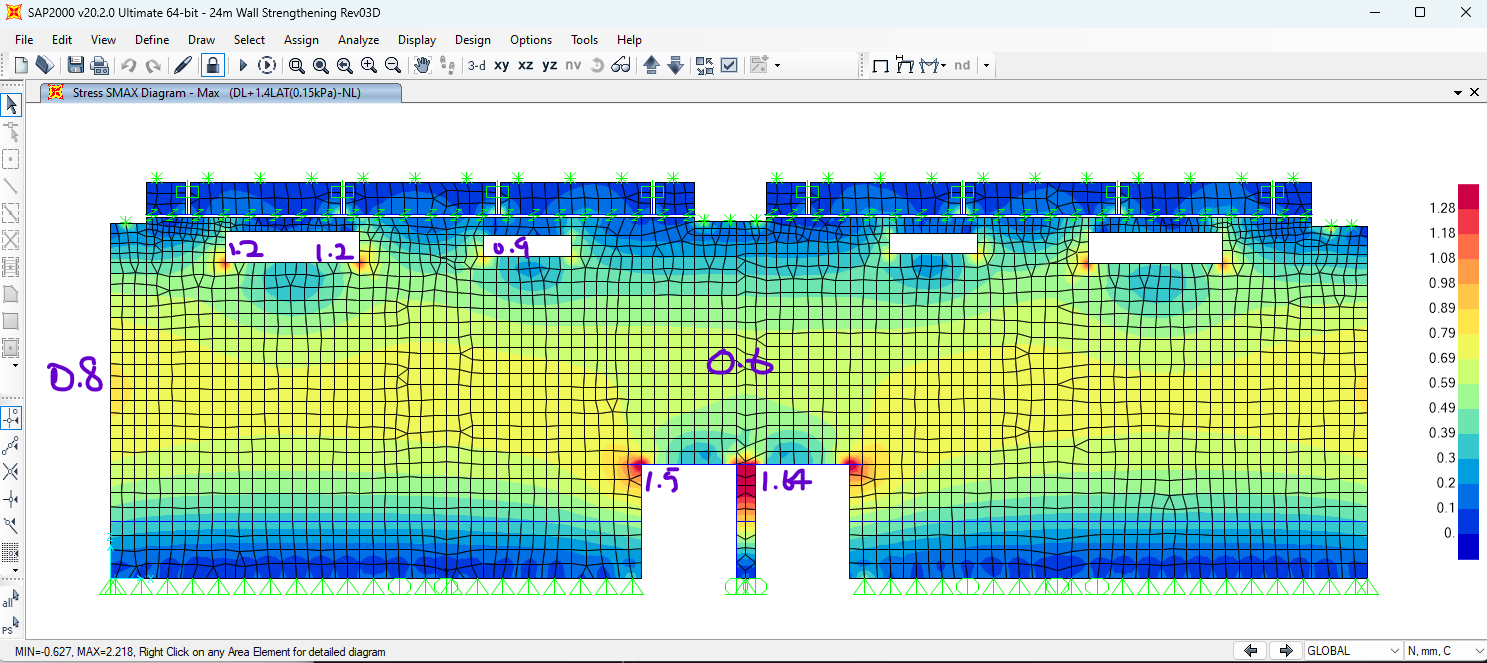 SAP2000 v20.2.0 Ultimate 64-bit - 24m Wall Strengthening Rev03D
File Edit View Define Draw Select Assign Analyze Display Design Options Tools Help
3-d xy xz yz nv nd
Stress SMAX Diagram - Max (DL+1.4LAT(0.15kPa)-NL)
1.2 1.2 0.9
0.8 0.6
1.5 1.64
1.28
1.18
1.08
0.98
0.89
0.79
0.69
0.59
0.49
0.39
0.3
0.2
0.1
0.
all
PS
MIN=-0.627, MAX=2.218, Right Click on any Area Element for detailed diagram GLOBAL N, mm, C